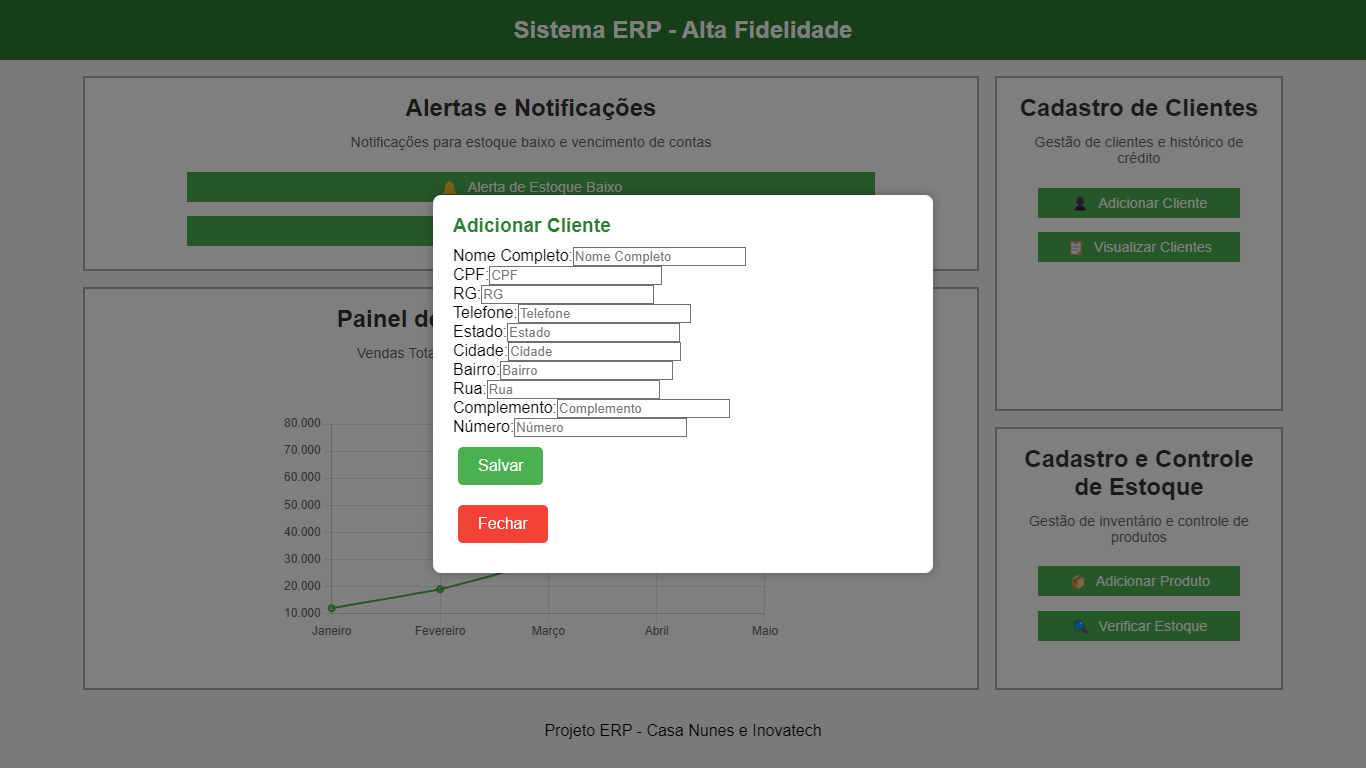 Sistema ERP - Alta Fidelidade
Alertas e Notificações
Notificações para estoque baixo e vencimento de contas
Alerta de Estoque Baixo
Cadastro de Clientes
Gestão de clientes e histórico de
crédito
Adicionar Cliente
Visualizar Clientes
Adicionar Cliente
Nome Completo: Nome Completo
CPF: CPF
RG: RG
Telefone: Telefone
Estado: Estado
Cidade: Cidade
Bairro: Bairro
Rua: Rua
Complemento: Complemento
Número: Número
Salvar
Fechar
Painel
Vendas
80.000
70.000
60.000
50.000
40.000
30.000
20.000
10.000
Janeiro Fevereiro Março Abril Maio
Cadastro e Controle
de Estoque
Gestão de inventário e controle de
produtos
Adicionar Produto
Verificar Estoque
Projeto ERP - Casa Nunes e Inovatech